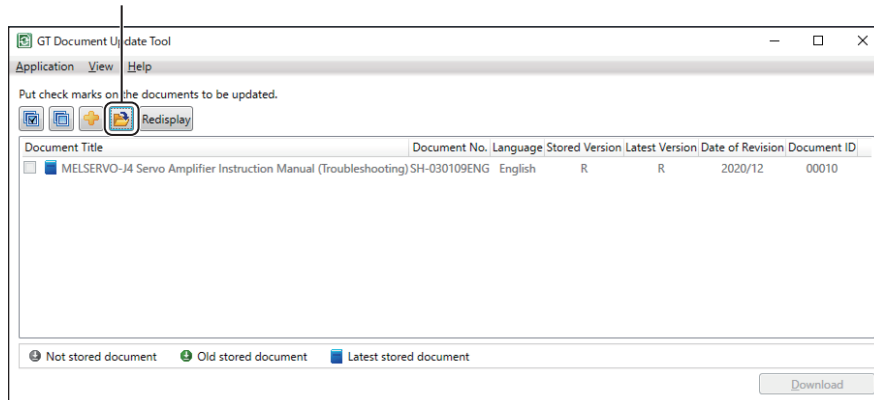 GT Document Update Tool
Application View Help
Put check marks on the documents to be updated.
Redisplay
Document Title Document No. Language Stored Version Latest Version Date of Revision Document ID
MELSERVO-J4 Servo Amplifier Instruction Manual (Troubleshooting) SH-030109ENG English R R 2020/12 00010
Not stored document Old stored document Latest stored document
Download